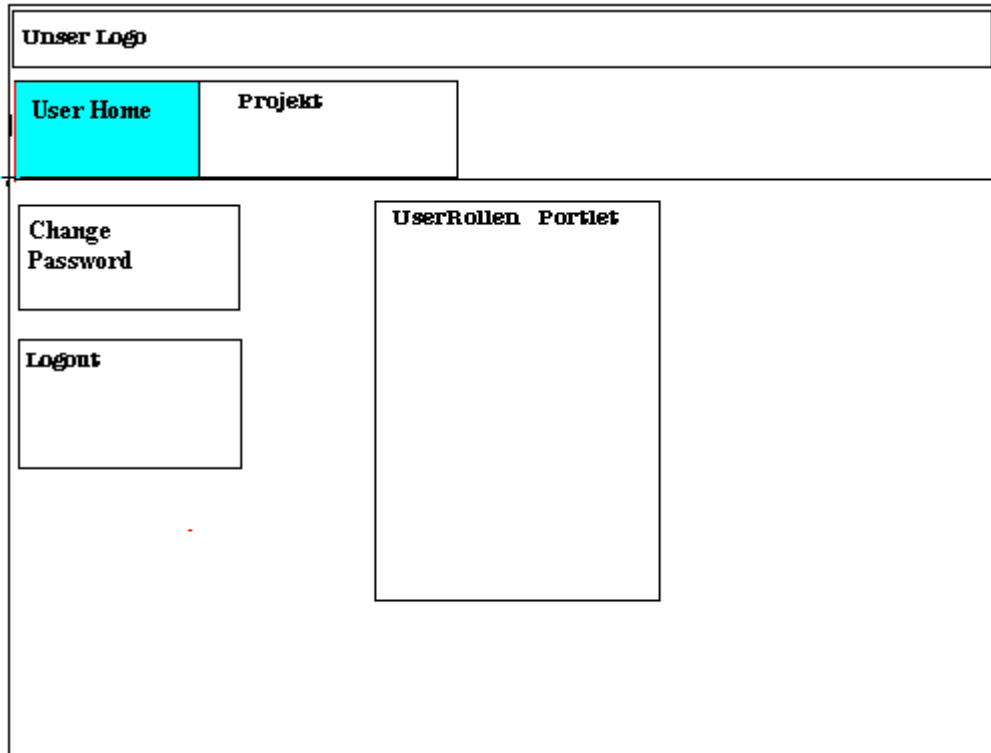 Unser Logo
User Home
Projekt
Change
Password
UserRollen Portlet
Logout